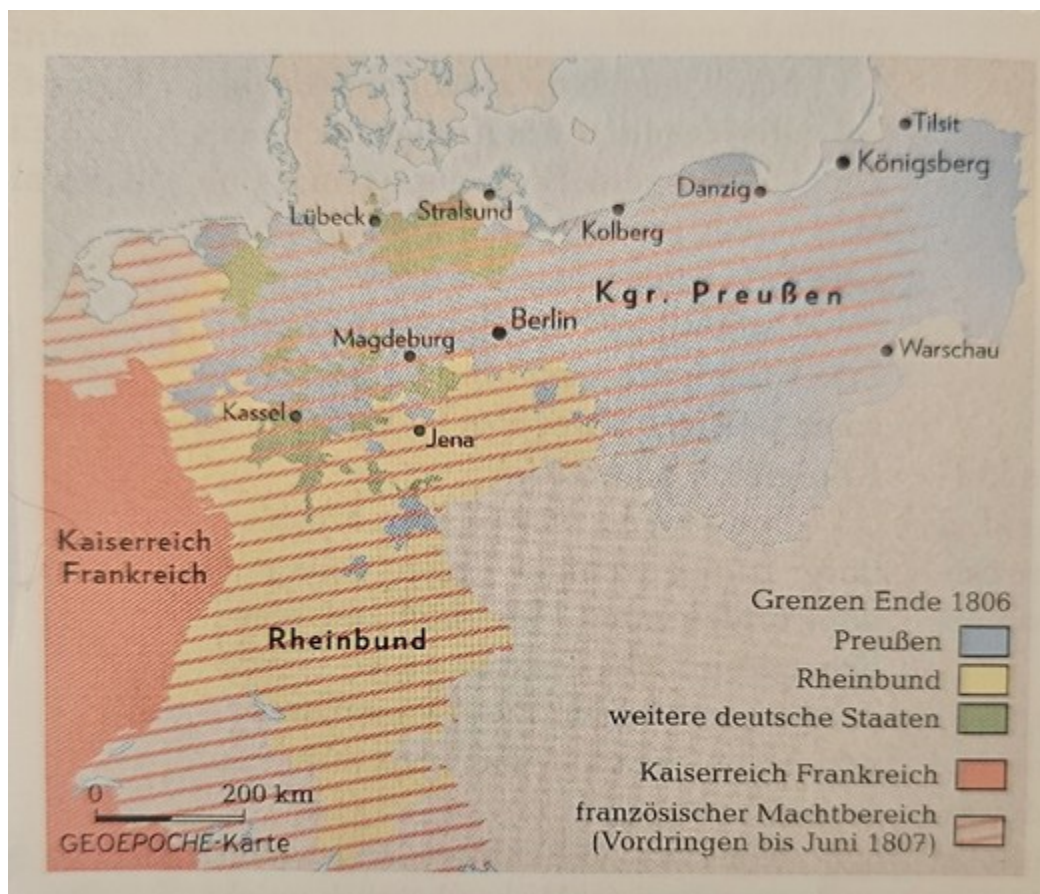 Tilsit
Königsberg
Danzig
Lübeck
Stralsund
Kolberg
Kgr. Preußen
Berlin
Magdeburg
Warschau
Kassel
Jena
Kaiserreich
Frankreich
Rheinbund
Grenzen Ende 1806
Preußen
Rheinbund
weitere deutsche Staaten
Kaiserreich Frankreich
französischer Machtbereich
(Vordringen bis Juni 1807)
0 200 km
GEOEPOCHE-Karte